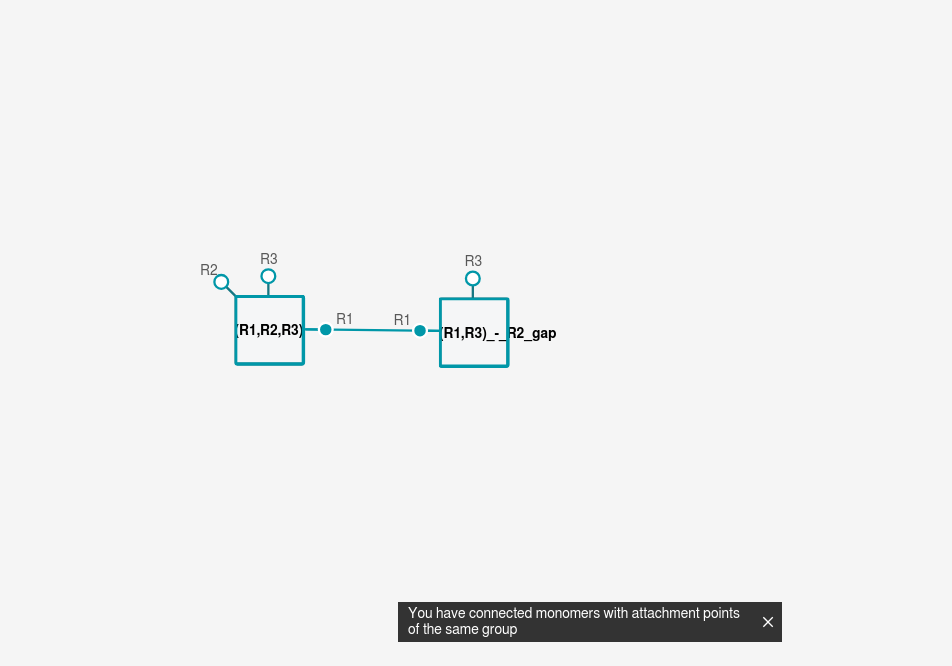 R3
R3
R2
R1
R1
(R1,R2,R3)
(R1,R3)_-_R2_gap
You have connected monomers with attachment points
of the same group